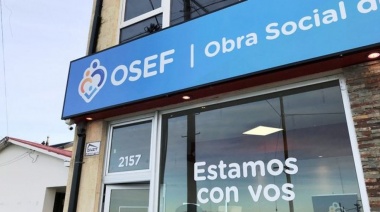 OSEF | Obra Social d
2157
Estamos
con vos